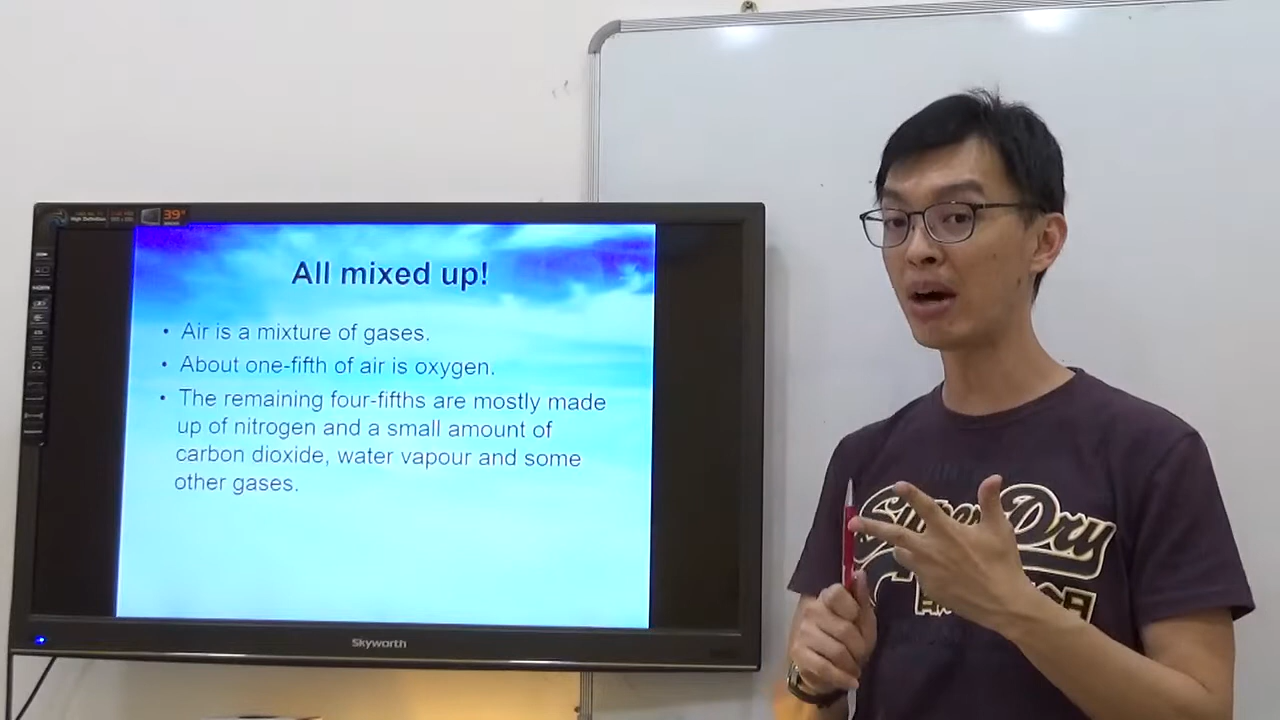 39"
All mixed up!
• Air is a mixture of gases.
• About one-fifth of air is oxygen.
• The remaining four-fifths are mostly made
up of nitrogen and a small amount of
carbon dioxide, water vapour and some
other gases.
Skyworth
SuperDry